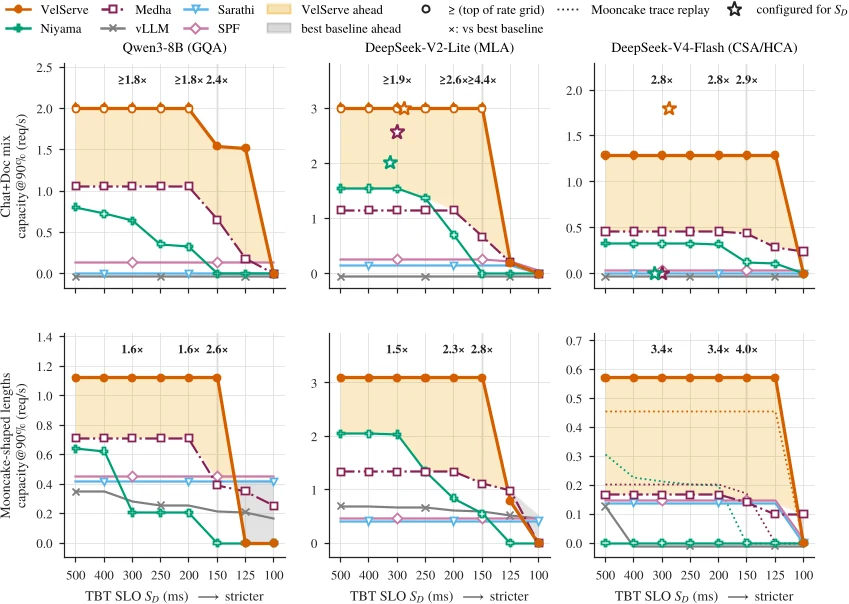 VelServe Medha Sarathi VelServe ahead ≥ (top of rate grid) Mooncake trace replay configured for S_D
Niyama vLLM SPF best baseline ahead ×: vs best baseline
Qwen3-8B (GQA) DeepSeek-V2-Lite (MLA) DeepSeek-V4-Flash (CSA/HCA)
Chat+Doc mix
capacity@90% (req/s)
2.5
2.0
1.5
1.0
0.5
0.0
≥1.8× ≥1.8× 2.4×
3
2
1
0
≥1.9× ≥2.6× ≥4.4×
2.0
1.5
1.0
0.5
0.0
2.8× 2.8× 2.9×
Mooncake-shaped lengths
capacity@90% (req/s)
1.4
1.2
1.0
0.8
0.6
0.4
0.2
0.0
1.6× 1.6× 2.6×
500 400 300 250 200 150 125 100
TBT SLO S_D (ms) → stricter
3
2
1
0
1.5× 2.3× 2.8×
500 400 300 250 200 150 125 100
TBT SLO S_D (ms) → stricter
0.7
0.6
0.5
0.4
0.3
0.2
0.1
0.0
3.4× 3.4× 4.0×
500 400 300 250 200 150 125 100
TBT SLO S_D (ms) → stricter